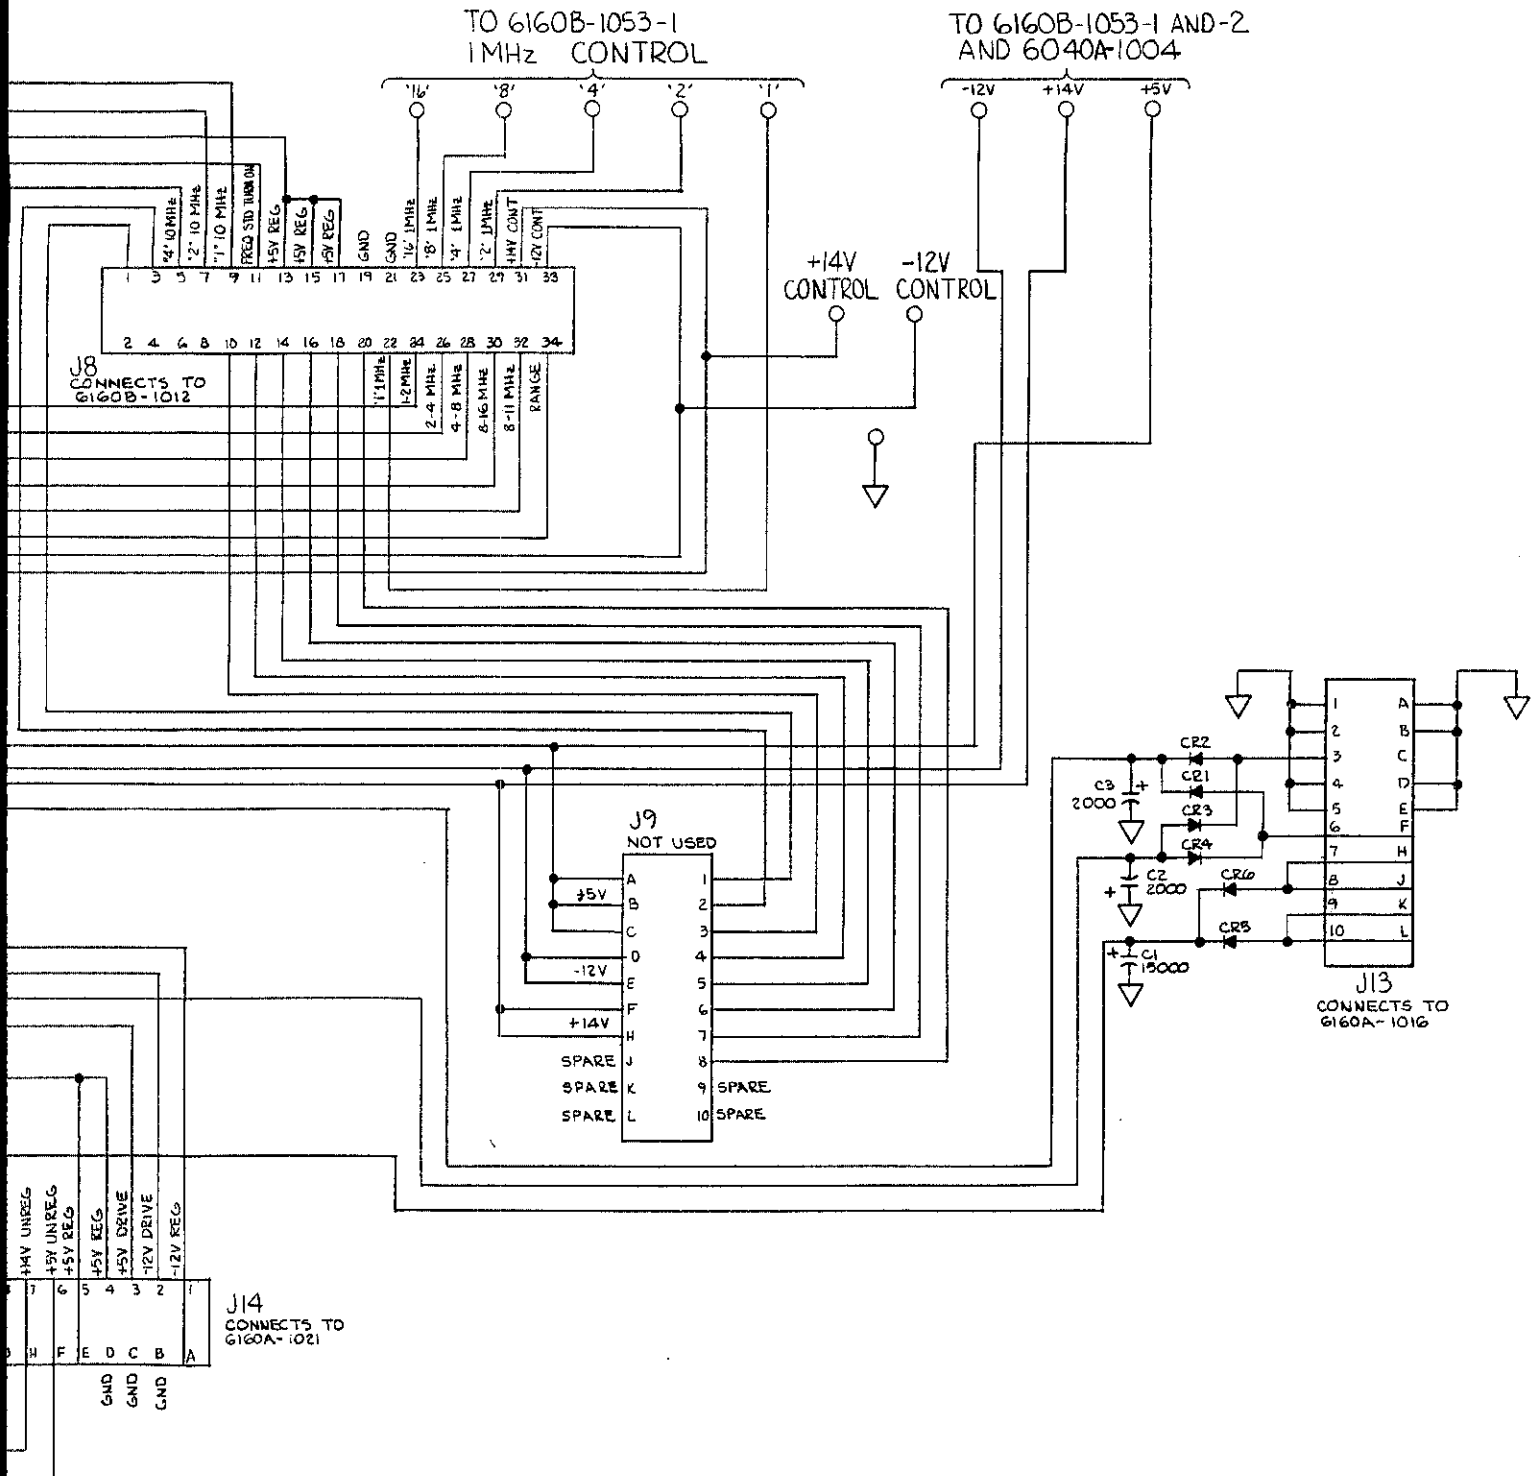 TO 6160B-1053-1
1MHz CONTROL
TO 6160B-1053-1 AND-2
AND 6040A-1004
'16'
'8'
'4'
'2'
'1'
-12V
+14V
+5V
"4" 10MHz
"2" 10 MHz
"1" 10 MHz
FREQ STD TURN ON
+5V REG
+5V REG
+5V REG
GND
GND
'16' 1MHz
'8' 1MHz
'4' 1MHz
'2' 1MHz
+14V CONT
-12V CONT
1 3 5 7 9 11 13 15 17 19 21 23 25 27 29 31 33
2 4 6 8 10 12 14 16 18 20 22 24 26 28 30 32 34
J8
CONNECTS TO
6160B-1012
'1' 1MHz
1-2MHz
2-4 MHz
4-8 MHz
8-16 MHz
8-11 MHz
RANGE
+14V
CONTROL
-12V
CONTROL
J9
NOT USED
A 1
+5V
B 2
C 3
D 4
-12V
E 5
F 6
+14V
H 7
SPARE J 8
SPARE K 9 SPARE
SPARE L 10 SPARE
CR2
CR1
CR3
CR4
CR6
CR5
C3 +
2000
+ C2
2000
+ C1
15000
1 A
2 B
3 C
4 D
5 E
6 F
7 H
8 J
9 K
10 L
J13
CONNECTS TO
6160A-1016
+14V UNREG
+5V UNREG
+5V REG
+5V REG
+5V DRIVE
-12V DRIVE
-12V REG
7 6 5 4 3 2 1
H F E D C B A
GND
GND
GND
J14
CONNECTS TO
6160A-1021